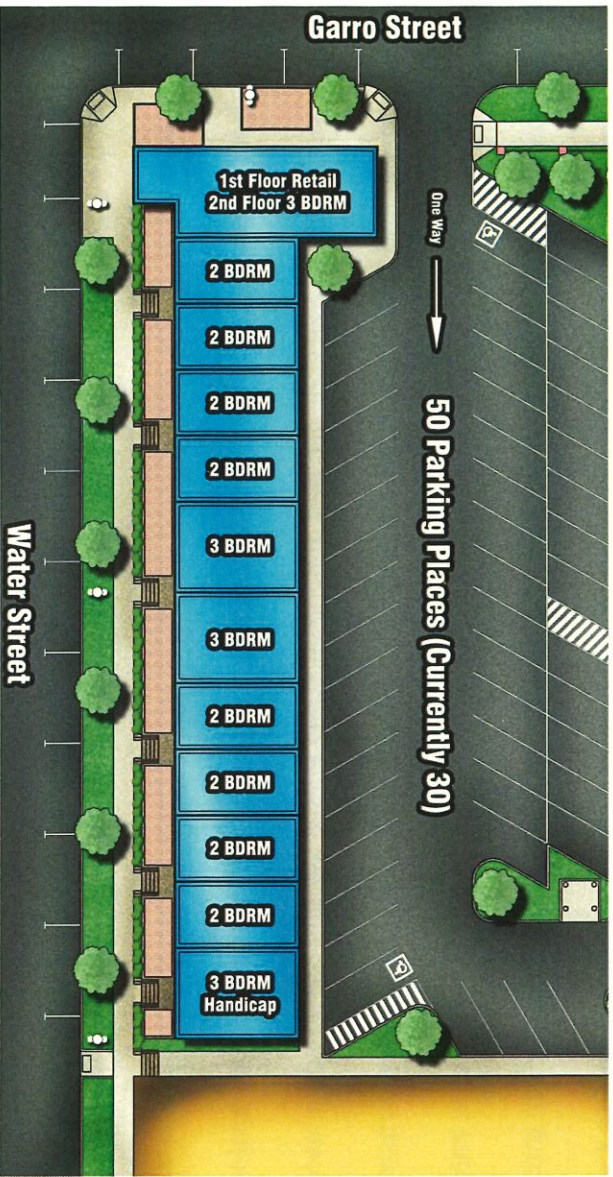 Garro Street
1st Floor Retail
2nd Floor 3 BDRM
One Way
2 BDRM
2 BDRM
2 BDRM
2 BDRM
3 BDRM
3 BDRM
2 BDRM
2 BDRM
2 BDRM
2 BDRM
3 BDRM
Handicap
50 Parking Places (Currently 30)
Water Street